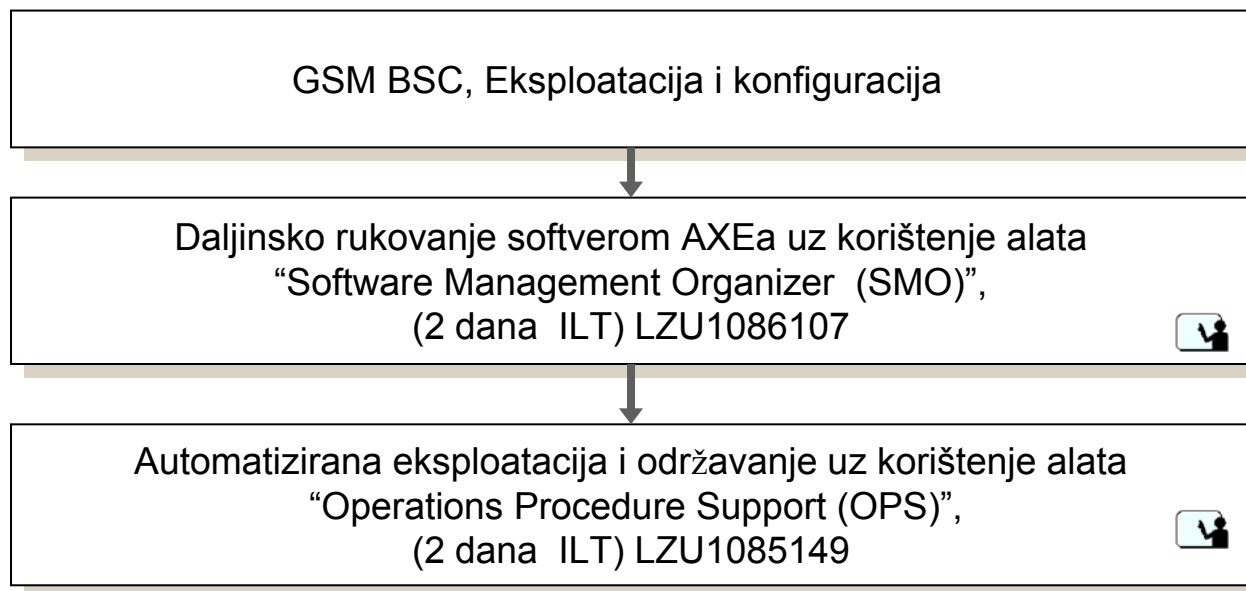 GSM BSC, Eksploatacija i konfiguracija
Daljinsko rukovanje softverom AXEa uz korištenje alata
“Software Management Organizer (SMO)”,
(2 dana ILT) LZU1086107
Automatizirana eksploatacija i održavanje uz korištenje alata
“Operations Procedure Support (OPS)”,
(2 dana ILT) LZU1085149